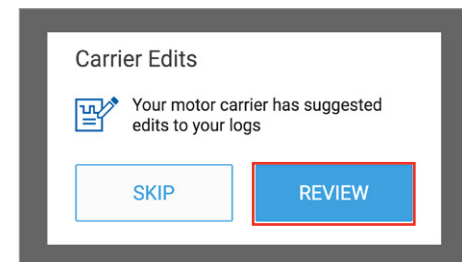 Carrier Edits
Your motor carrier has suggested
edits to your logs
SKIP
REVIEW